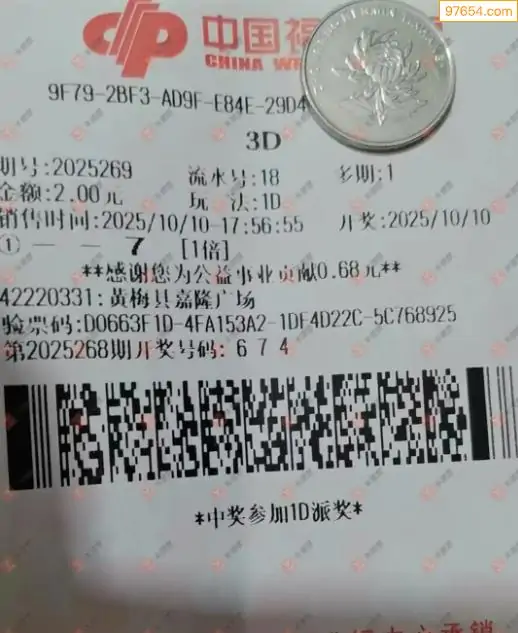 97654.com
中国福
CHINA WE
9F79-2BF3-AD9F-E84E-29D4
3D
期号:2025269 流水号:18 多期:1
金额:2.00元 玩法:1D
销售时间:2025/10/10-17:56:55 开奖:2025/10/10
① — — 7 [1倍]
**感谢您为公益事业贡献0.68元**
42220331: 黄梅县嘉隆广场
验票码:D0663F1D-4FA153A2-1DF4D22C-5C768925
第2025268期开奖号码: 6 7 4
*中奖参加1D派奖*
承销